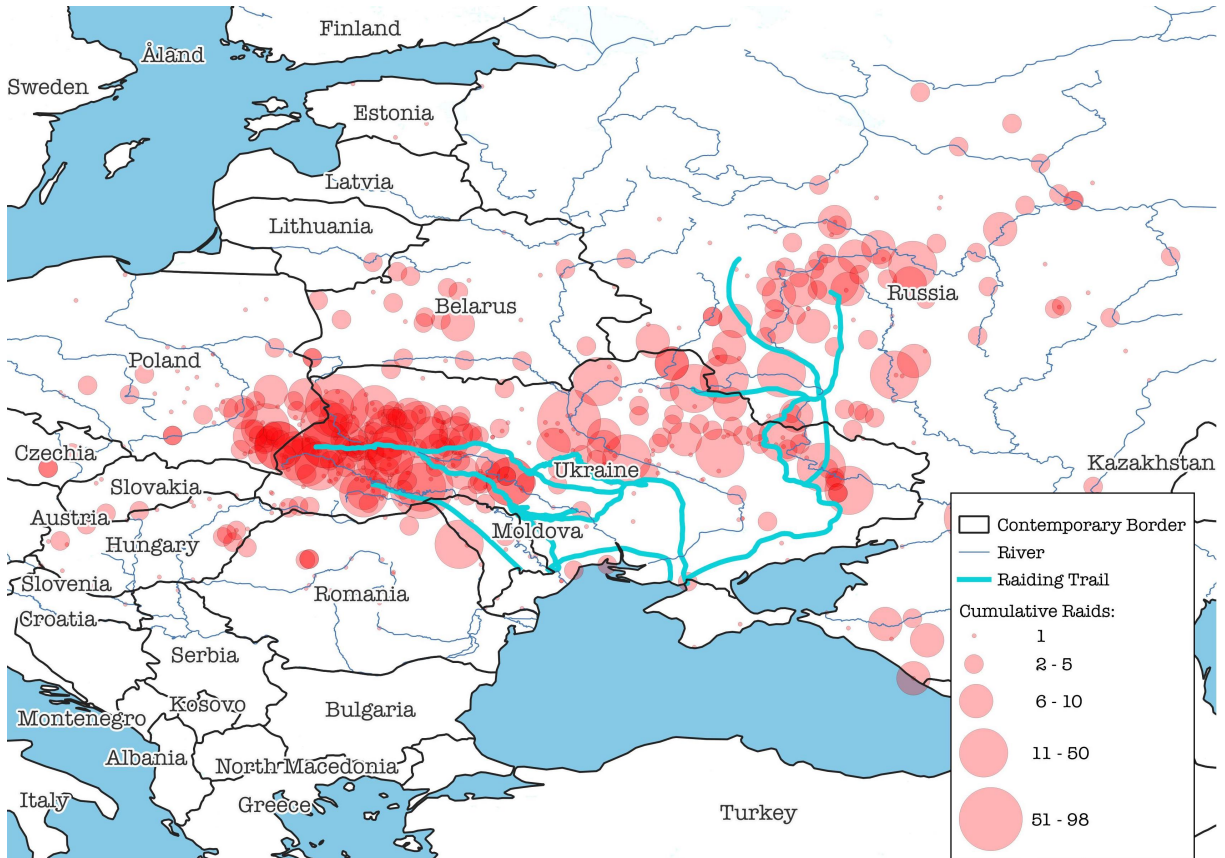 Finland
Åland
Sweden
Estonia
Latvia
Lithuania
Belarus
Russia
Poland
Czechia
Ukraine
Kazakhstan
Slovakia
Austria
Moldova
Hungary
Slovenia
Romania
Croatia
Serbia
Kosovo
Montenegro
Bulgaria
Albania
North Macedonia
Italy
Greece
Turkey
Contemporary Border
River
Raiding Trail
Cumulative Raids:
1
2 - 5
6 - 10
11 - 50
51 - 98